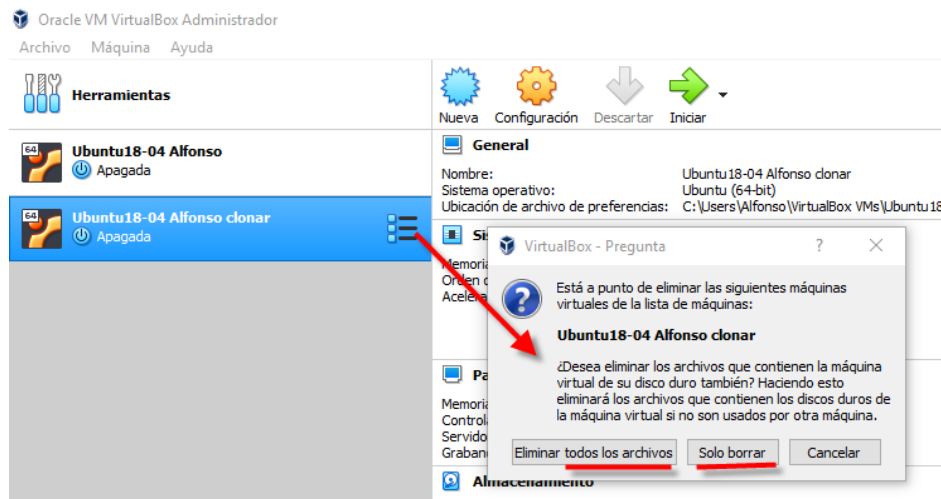 Oracle VM VirtualBox Administrador
Archivo Máquina Ayuda
Herramientas
Nueva Configuración Descartar Iniciar
64
Ubuntu18-04 Alfonso
Apagada
64
Ubuntu18-04 Alfonso clonar
Apagada
General
Nombre: Ubuntu18-04 Alfonso clonar
Sistema operativo: Ubuntu (64-bit)
Ubicación de archivo de preferencias: C:\Users\Alfonso\VirtualBox VMs\Ubuntu18
VirtualBox - Pregunta ? ×
Está a punto de eliminar las siguientes máquinas
virtuales de la lista de máquinas:
Ubuntu18-04 Alfonso clonar
¿Desea eliminar los archivos que contienen la máquina
virtual de su disco duro también? Haciendo esto
eliminará los archivos que contienen los discos duros de
la máquina virtual si no son usados por otra máquina.
Eliminar todos los archivos Solo borrar Cancelar
Almacenamiento